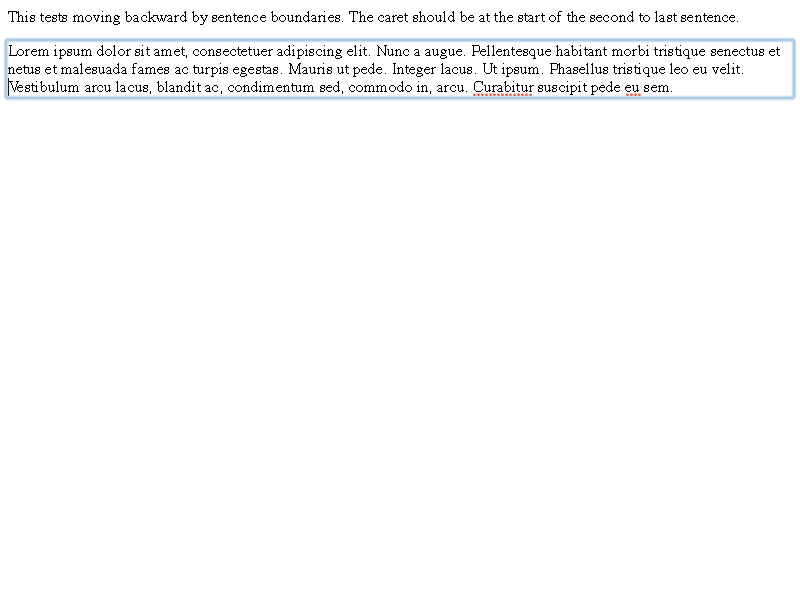 This tests moving backward by sentence boundaries. The caret should be at the start of the second to last sentence.
Lorem ipsum dolor sit amet, consectetuer adipiscing elit. Nunc a augue. Pellentesque habitant morbi tristique senectus et
netus et malesuada fames ac turpis egestas. Mauris ut pede. Integer lacus. Ut ipsum. Phasellus tristique leo eu velit.
Vestibulum arcu lacus, blandit ac, condimentum sed, commodo in, arcu. Curabitur suscipit pede eu sem.